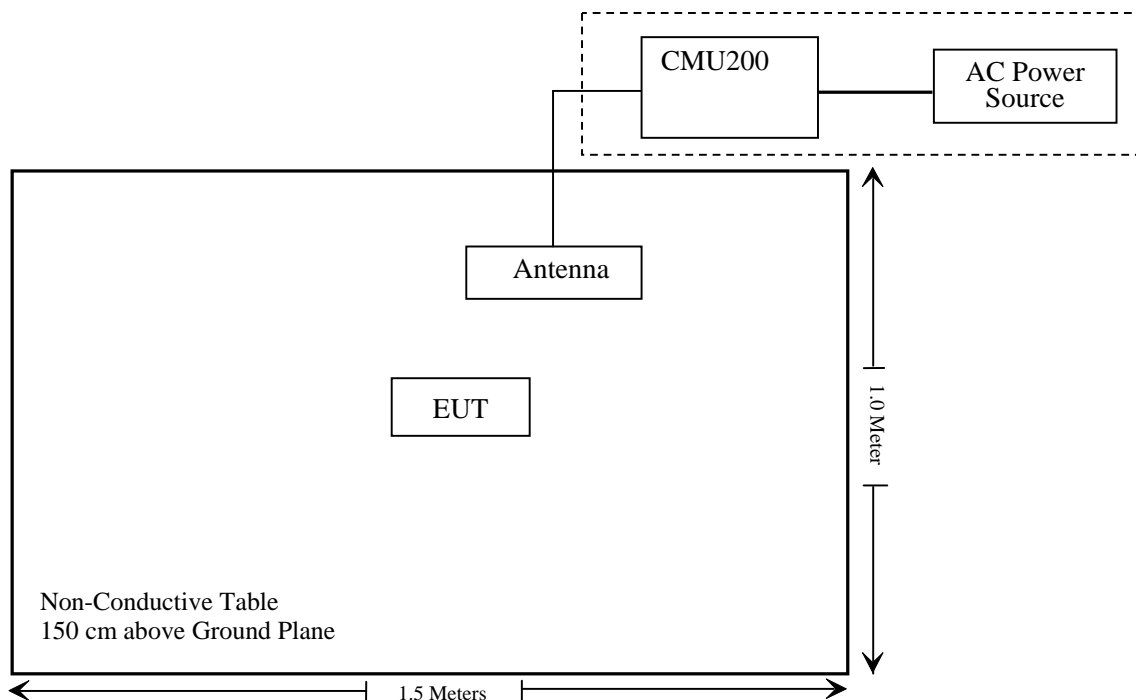 CMU200
AC Power
Source
Antenna
EUT
1.0 Meter
Non-Conductive Table
150 cm above Ground Plane
1.5 Meters